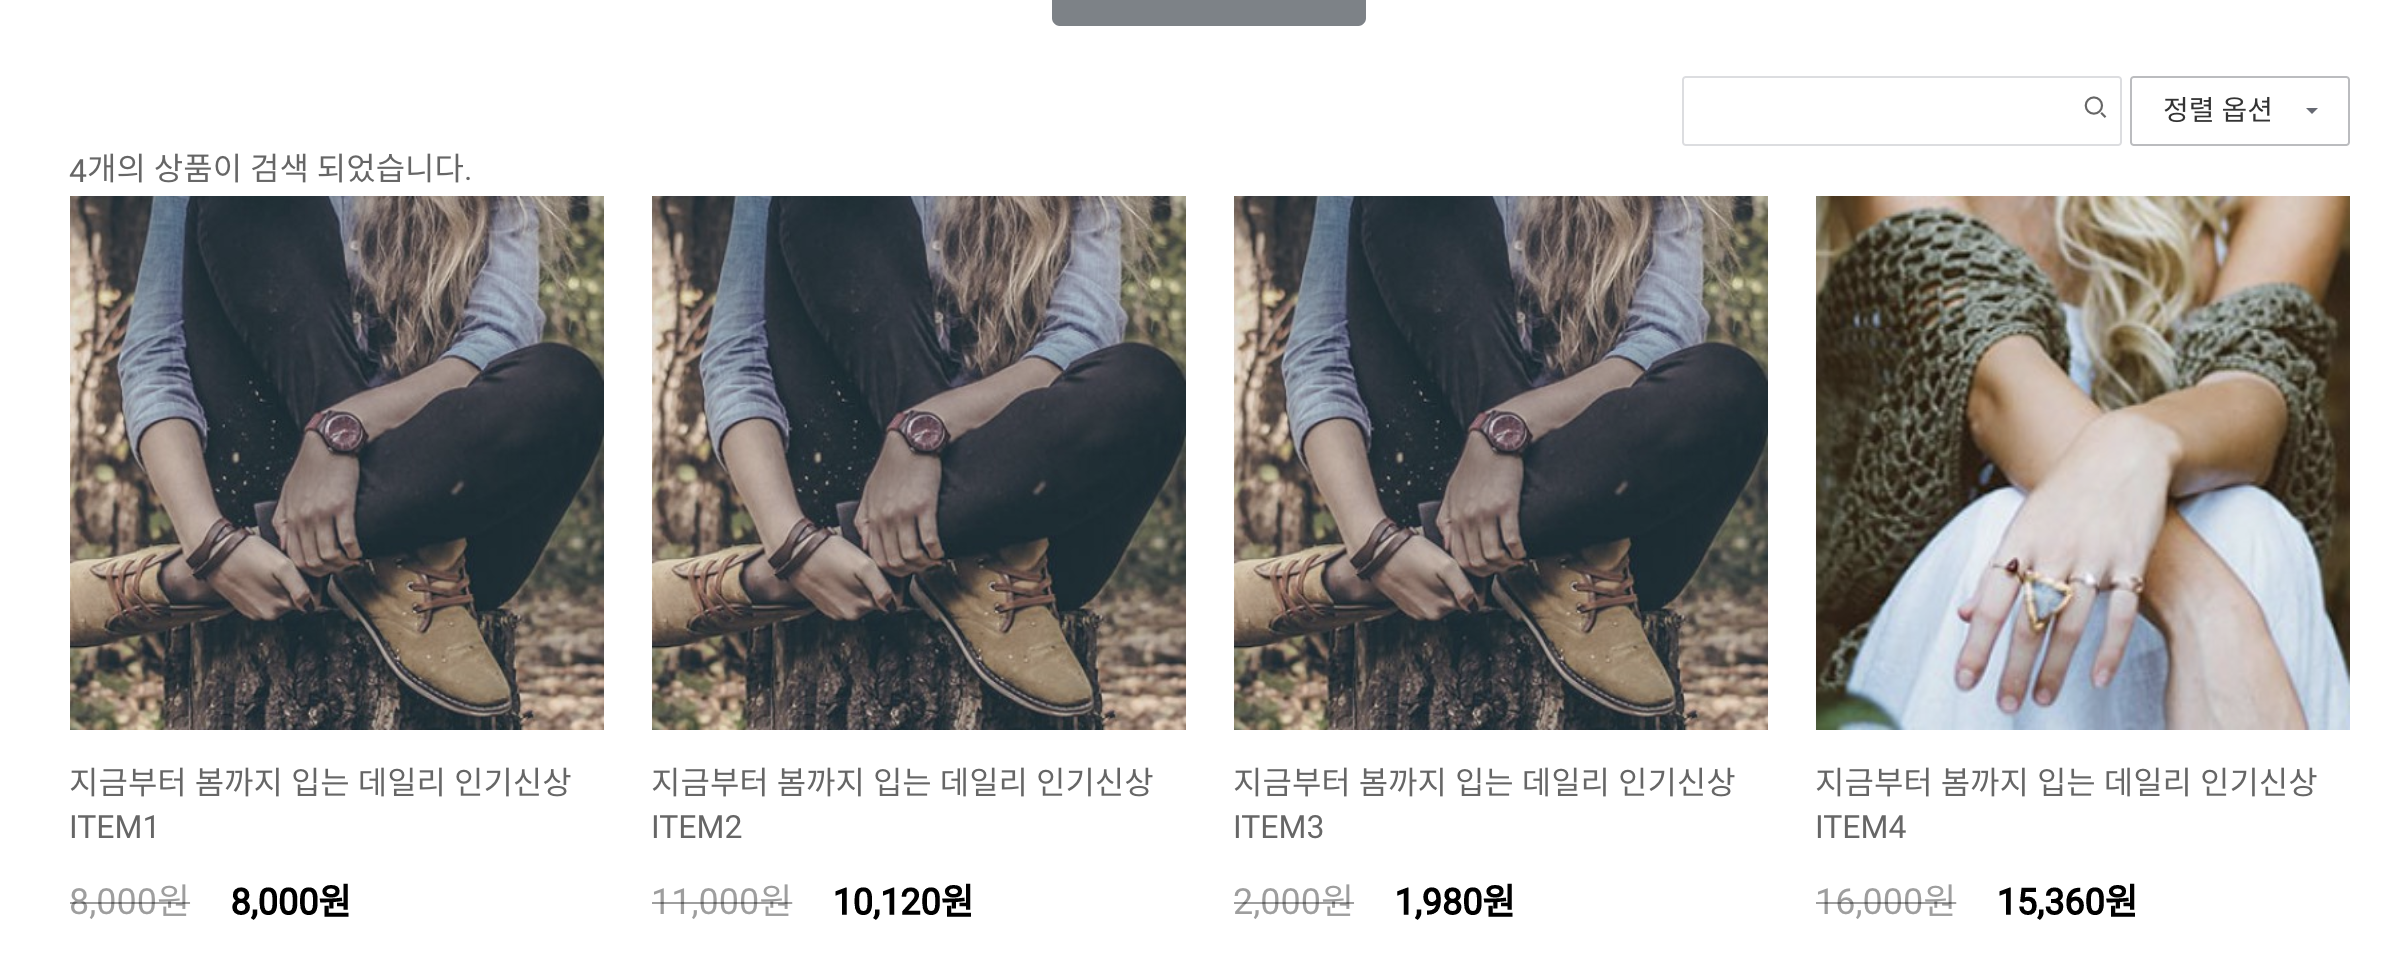 정렬 옵션
4개의 상품이 검색 되었습니다.
지금부터 봄까지 입는 데일리 인기신상
ITEM1
8,000원 8,000원
지금부터 봄까지 입는 데일리 인기신상
ITEM2
11,000원 10,120원
지금부터 봄까지 입는 데일리 인기신상
ITEM3
2,000원 1,980원
지금부터 봄까지 입는 데일리 인기신상
ITEM4
16,000원 15,360원